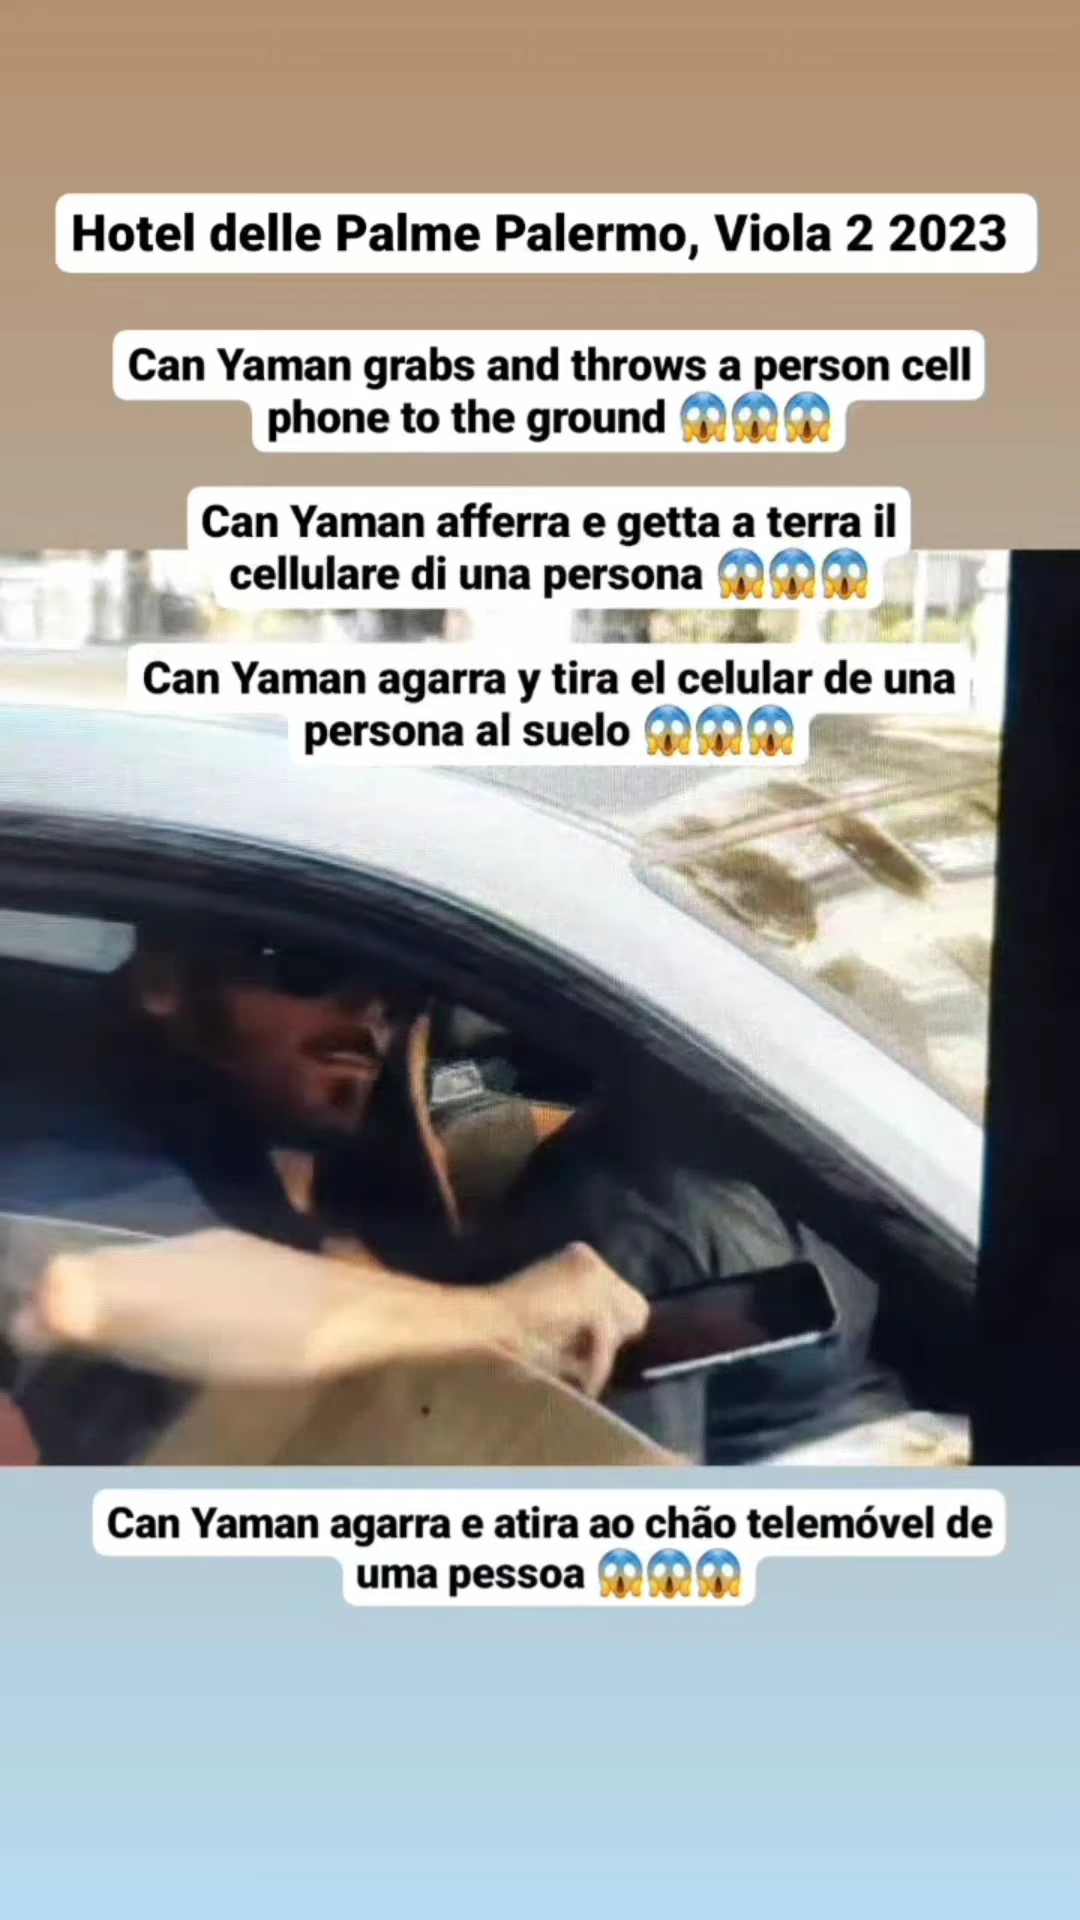 Hotel delle Palme Palermo, Viola 2 2023
Can Yaman grabs and throws a person cell
phone to the ground 😱😱😱
Can Yaman afferra e getta a terra il
cellulare di una persona 😱😱😱
Can Yaman agarra y tira el celular de una
persona al suelo 😱😱😱
Can Yaman agarra e atira ao chão telemóvel de
uma pessoa 😱😱😱